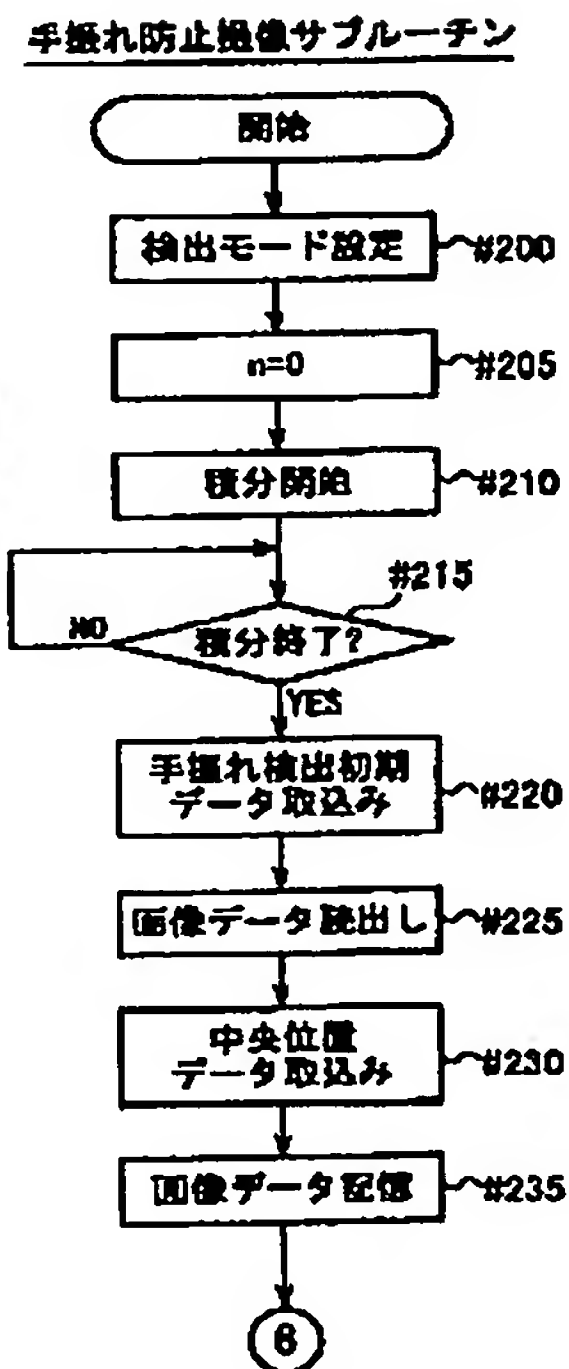 手振れ防止撮像サブルーチン
開始
検出モード設定
#200
n=0
#205
積分開始
#210
#215
積分終了?
NO
YES
手振れ検出初期
データ取込み
#220
画像データ読出し
#225
中央位置
データ取込み
#230
画像データ記憶
#235
6